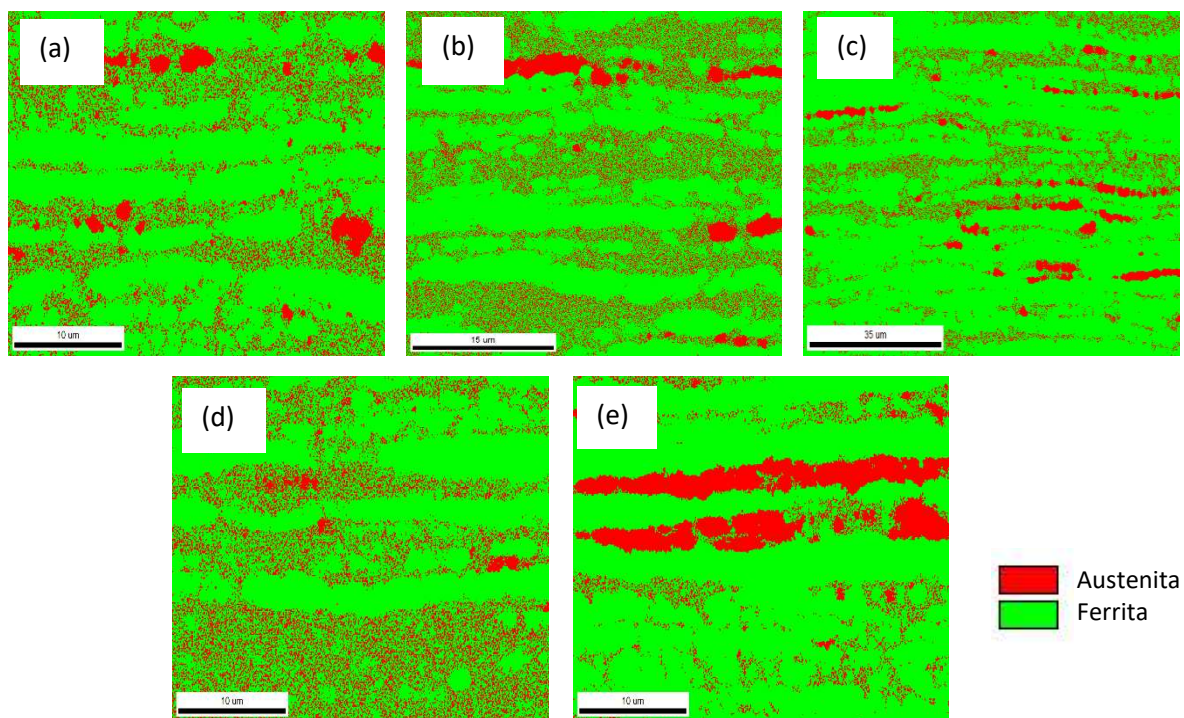 (a)
(b)
(c)
10 um
15 um
35 um
(d)
(e)
10 um
10 um
Austenita
Ferrita